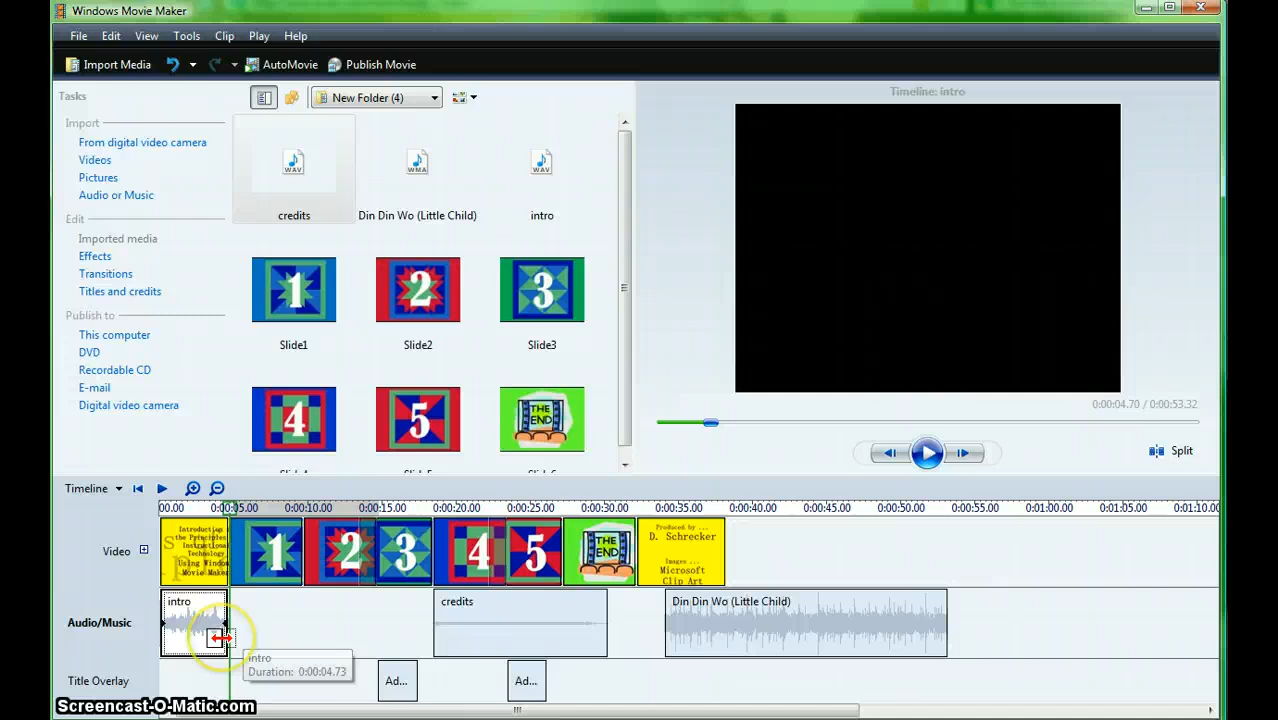 Windows Movie Maker
File Edit View Tools Clip Play Help
Import Media AutoMovie Publish Movie
Tasks
New Folder (4)
Timeline: intro
Import
From digital video camera
Videos
Pictures
Audio or Music
Edit
Imported media
Effects
Transitions
Titles and credits
Publish to
This computer
DVD
Recordable CD
E-mail
Digital video camera
WAV WMA WAV
credits Din Din Wo (Little Child) intro
1 2 3
Slide1 Slide2 Slide3
4 5 THE END
0:00:04.70 / 0:00:53.32
Split
Timeline
00.00 0:00:05.00 0:00:10.00 0:00:15.00 0:00:20.00 0:00:25.00 0:00:30.00 0:00:35.00 0:00:40.00 0:00:45.00 0:00:50.00 0:00:55.00 0:01:00.00 0:01:05.00 0:01:10.00
Video
Introduction
the Principles
Instructional
Technology
Using Window
Movie Maker
1 2 3 4 5
THE
END
Produced by ...
D. Schrecker
Images ...
Microsoft
Clip Art
Audio/Music
intro credits Din Din Wo (Little Child)
intro
Duration: 0:00:04.73
Title Overlay
Ad... Ad...
Screencast-O-Matic.com